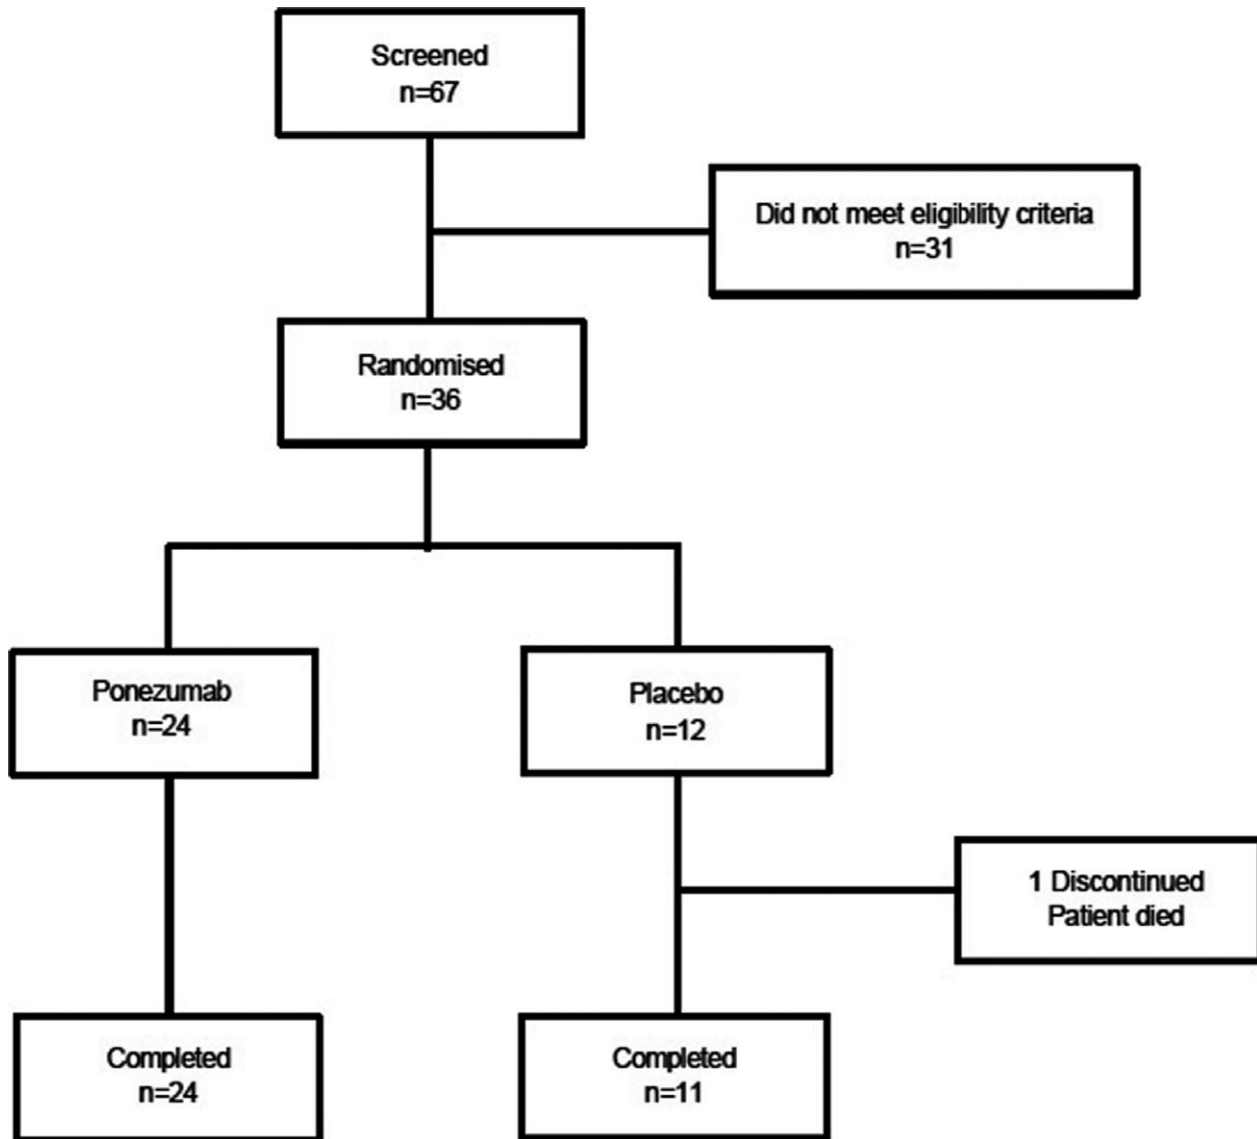 Screened
n=67
Did not meet eligibility criteria
n=31
Randomised
n=36
Ponezumab
n=24
Placebo
n=12
1 Discontinued
Patient died
Completed
n=24
Completed
n=11